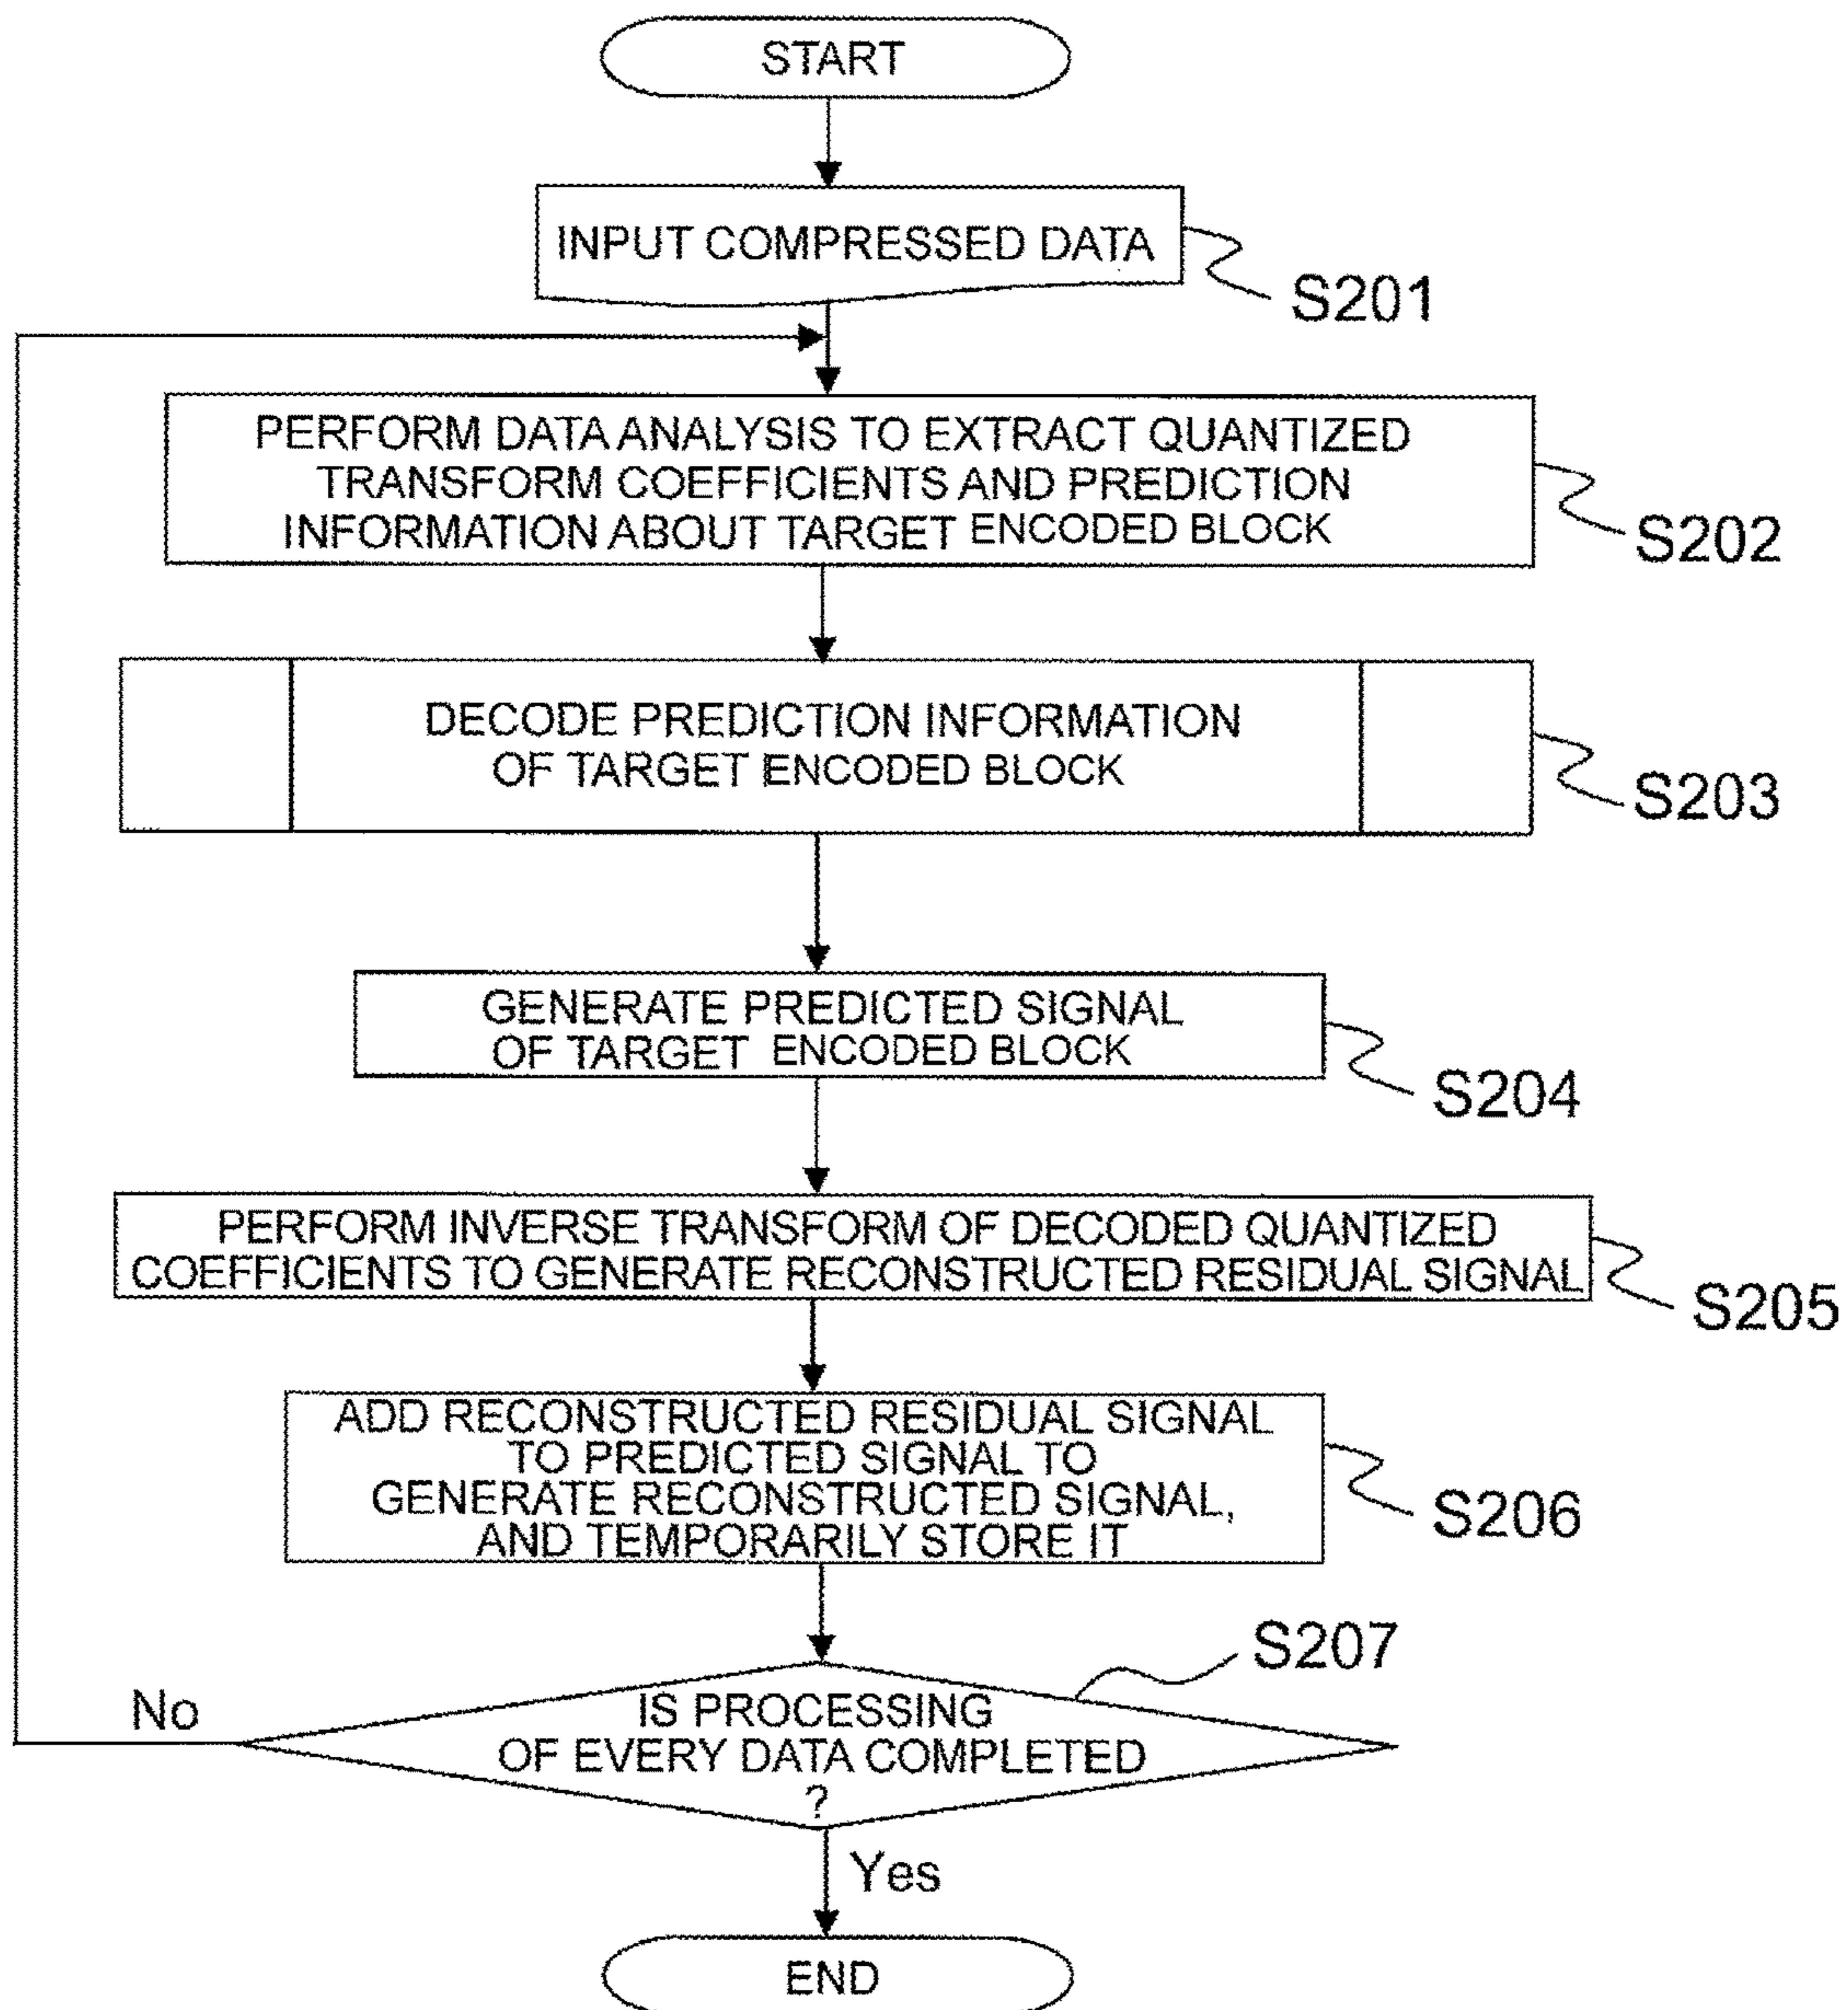 START
INPUT COMPRESSED DATA
S201
PERFORM DATA ANALYSIS TO EXTRACT QUANTIZED
TRANSFORM COEFFICIENTS AND PREDICTION
INFORMATION ABOUT TARGET ENCODED BLOCK
S202
DECODE PREDICTION INFORMATION
OF TARGET ENCODED BLOCK
S203
GENERATE PREDICTED SIGNAL
OF TARGET ENCODED BLOCK
S204
PERFORM INVERSE TRANSFORM OF DECODED QUANTIZED
COEFFICIENTS TO GENERATE RECONSTRUCTED RESIDUAL SIGNAL
S205
ADD RECONSTRUCTED RESIDUAL SIGNAL
TO PREDICTED SIGNAL TO
GENERATE RECONSTRUCTED SIGNAL,
AND TEMPORARILY STORE IT
S206
S207
No
IS PROCESSING
OF EVERY DATA COMPLETED
?
Yes
END